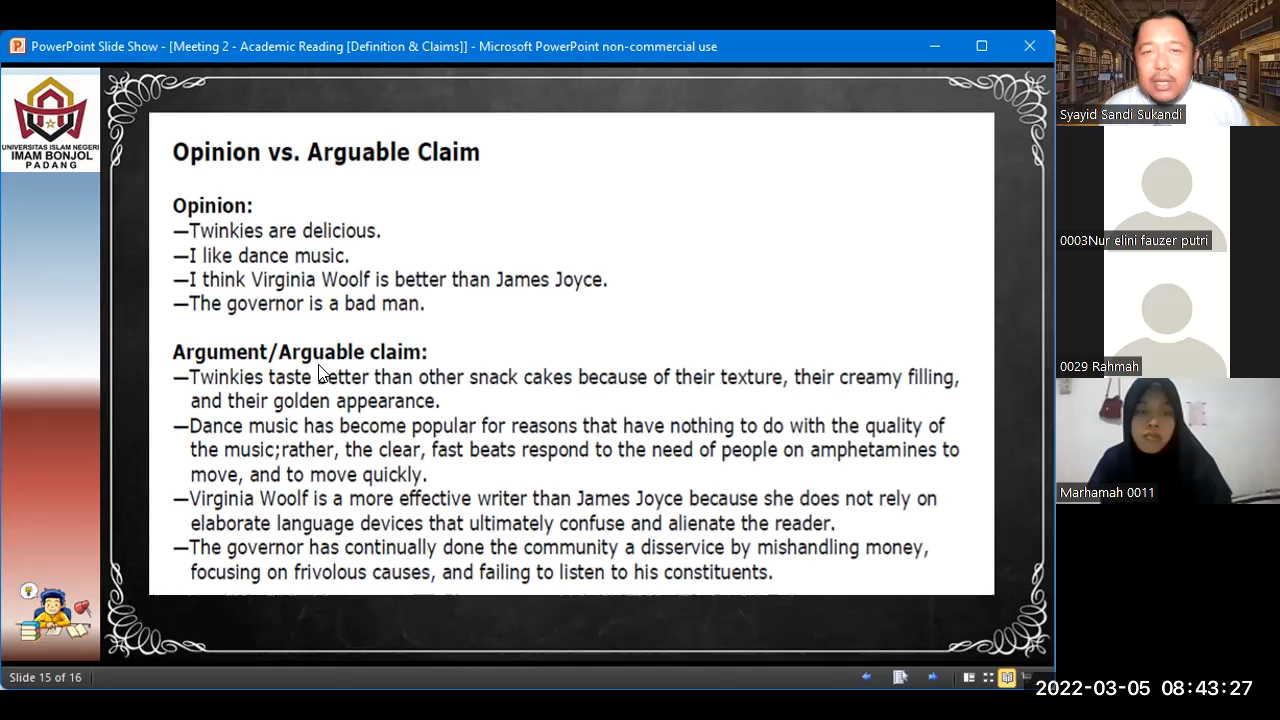 PowerPoint Slide Show - [Meeting 2 - Academic Reading [Definition & Claims]] - Microsoft PowerPoint non-commercial use
UNIVERSITAS ISLAM NEGERI
IMAM BONJOL
PADANG
Opinion vs. Arguable Claim
Opinion:
—Twinkies are delicious.
—I like dance music.
—I think Virginia Woolf is better than James Joyce.
—The governor is a bad man.
Argument/Arguable claim:
—Twinkies taste better than other snack cakes because of their texture, their creamy filling,
and their golden appearance.
—Dance music has become popular for reasons that have nothing to do with the quality of
the music;rather, the clear, fast beats respond to the need of people on amphetamines to
move, and to move quickly.
—Virginia Woolf is a more effective writer than James Joyce because she does not rely on
elaborate language devices that ultimately confuse and alienate the reader.
—The governor has continually done the community a disservice by mishandling money,
focusing on frivolous causes, and failing to listen to his constituents.
Slide 15 of 16
Syayid Sandi Sukandi
0003Nur elini fauzer putri
0029 Rahmah
Marhamah 0011
2022-03-05 08:43:27